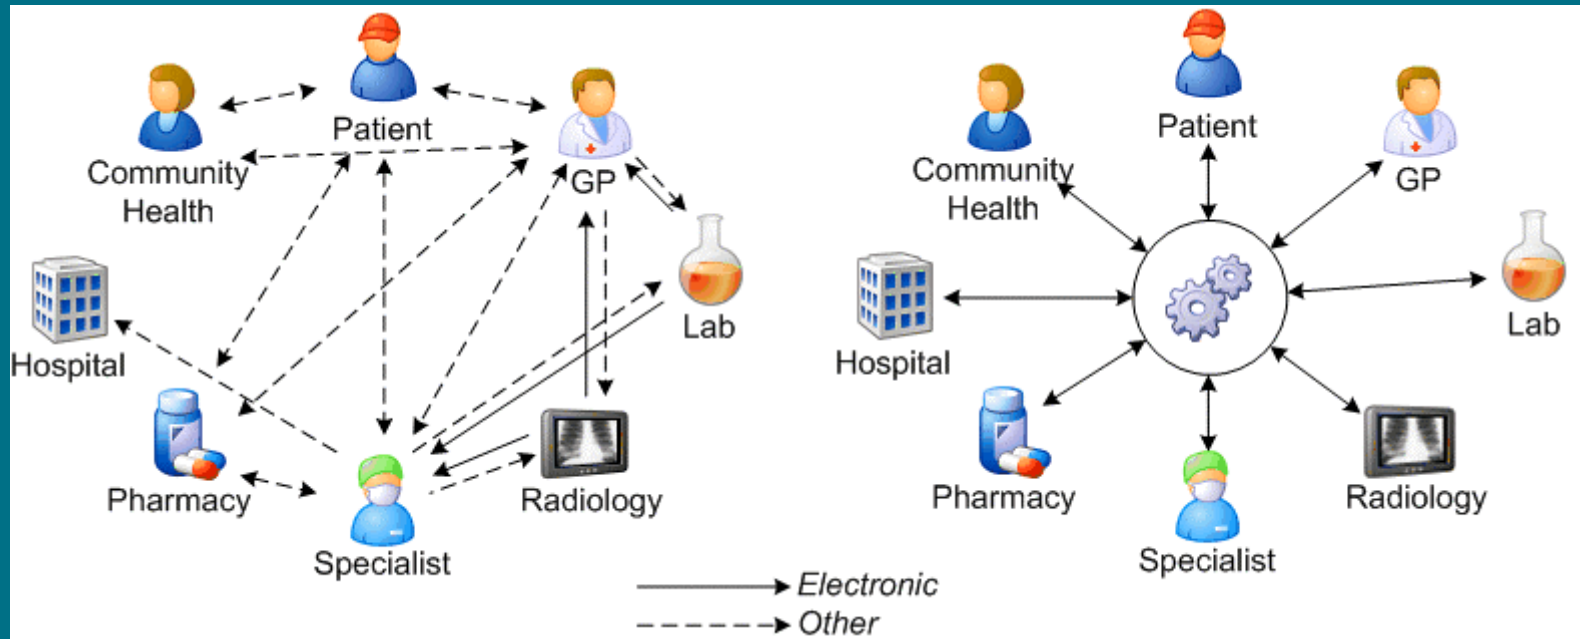 Patient
GP
Community
Health
Lab
Hospital
Pharmacy
Radiology
Specialist
Patient
GP
Community
Health
Lab
Hospital
Pharmacy
Radiology
Specialist
Electronic
Other